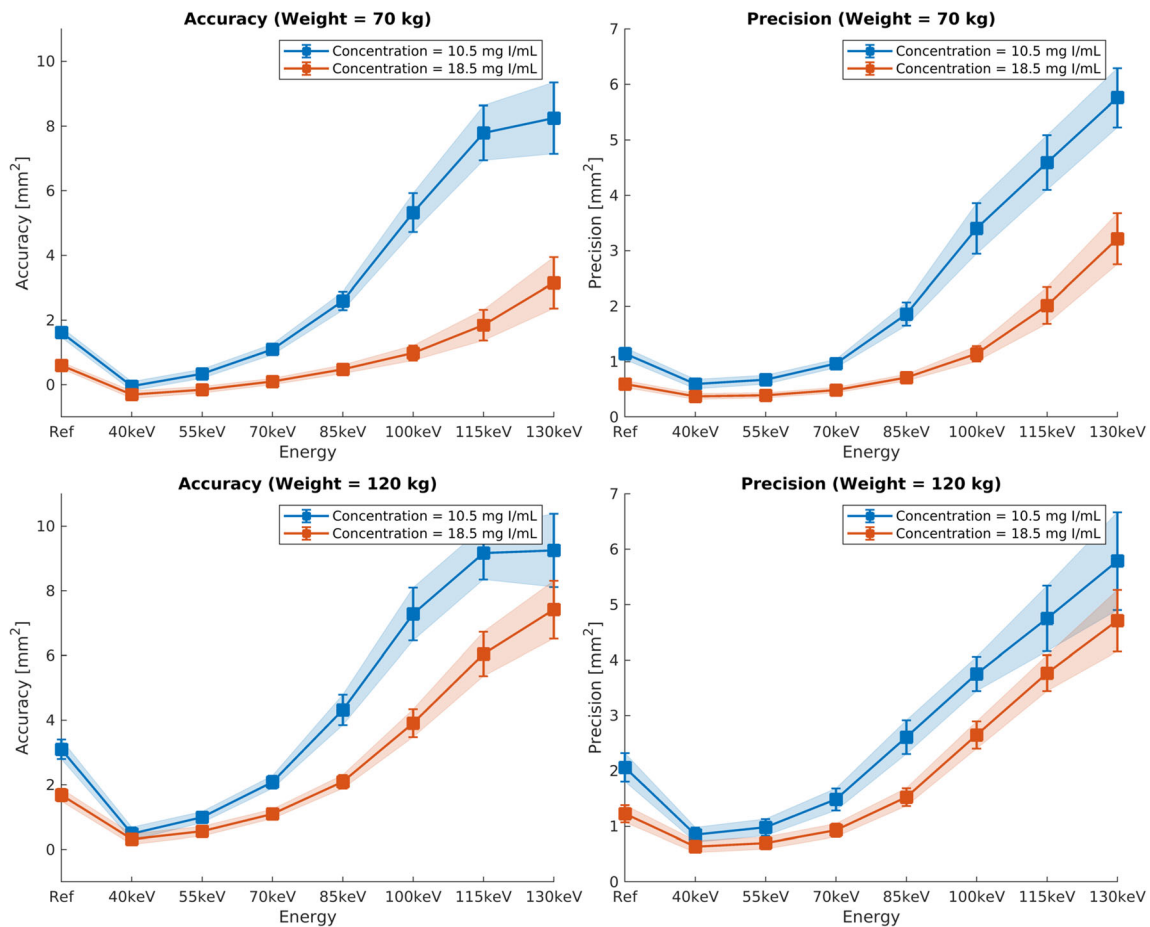 Accuracy (Weight = 70 kg)
Concentration = 10.5 mg I/mL
Concentration = 18.5 mg I/mL
Accuracy [mm²]
10
8
6
4
2
0
Ref 40keV 55keV 70keV 85keV 100keV 115keV 130keV
Energy
Precision (Weight = 70 kg)
Concentration = 10.5 mg I/mL
Concentration = 18.5 mg I/mL
Precision [mm²]
7
6
5
4
3
2
1
0
Ref 40keV 55keV 70keV 85keV 100keV 115keV 130keV
Energy
Accuracy (Weight = 120 kg)
Concentration = 10.5 mg I/mL
Concentration = 18.5 mg I/mL
Accuracy [mm²]
10
8
6
4
2
0
Ref 40keV 55keV 70keV 85keV 100keV 115keV 130keV
Energy
Precision (Weight = 120 kg)
Concentration = 10.5 mg I/mL
Concentration = 18.5 mg I/mL
Precision [mm²]
7
6
5
4
3
2
1
0
Ref 40keV 55keV 70keV 85keV 100keV 115keV 130keV
Energy